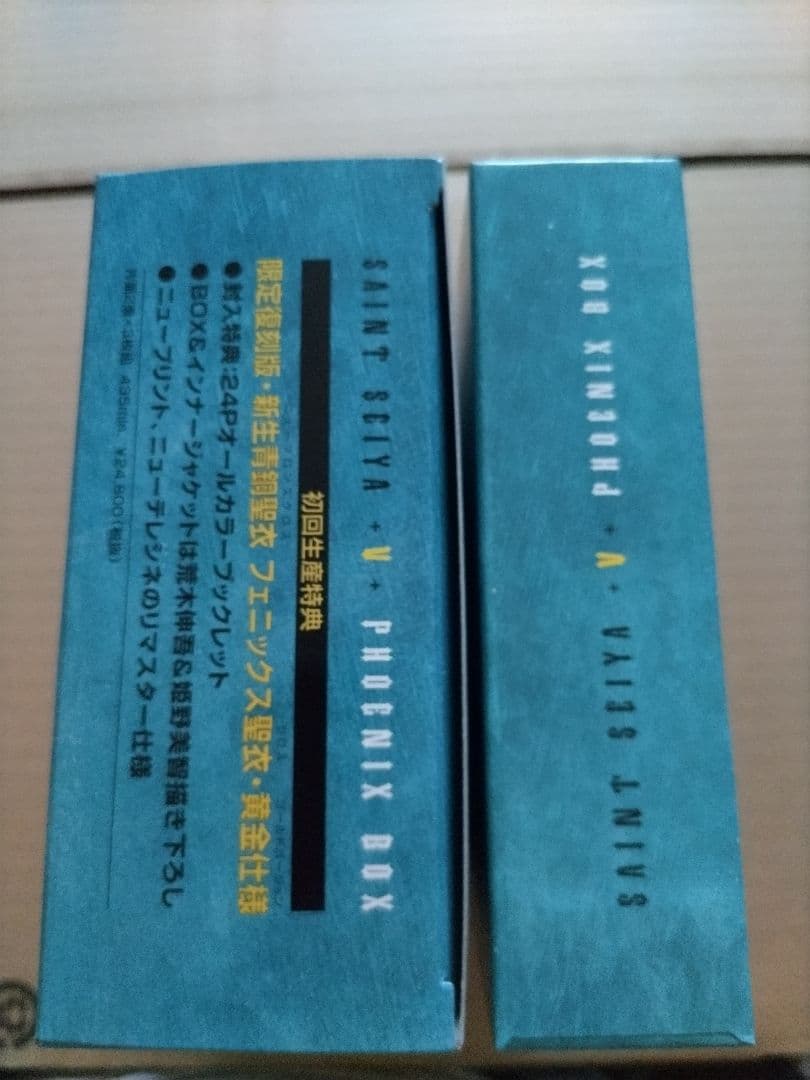 SAINT SEIYA + V + PHOENIX BOX
初回生産特典
限定復刻版・新生青銅聖衣 フェニックス聖衣・黄金仕様
●封入特典:24Pオールカラーブックレット
●BOX&インナージャケットは荒木伸吾&姫野美智描き下ろし
●ニュープリント、ニューテレシネのリマスター仕様
435min. ¥24,800(税抜)
SAINT SEIYA + V + PHOENIX BOX